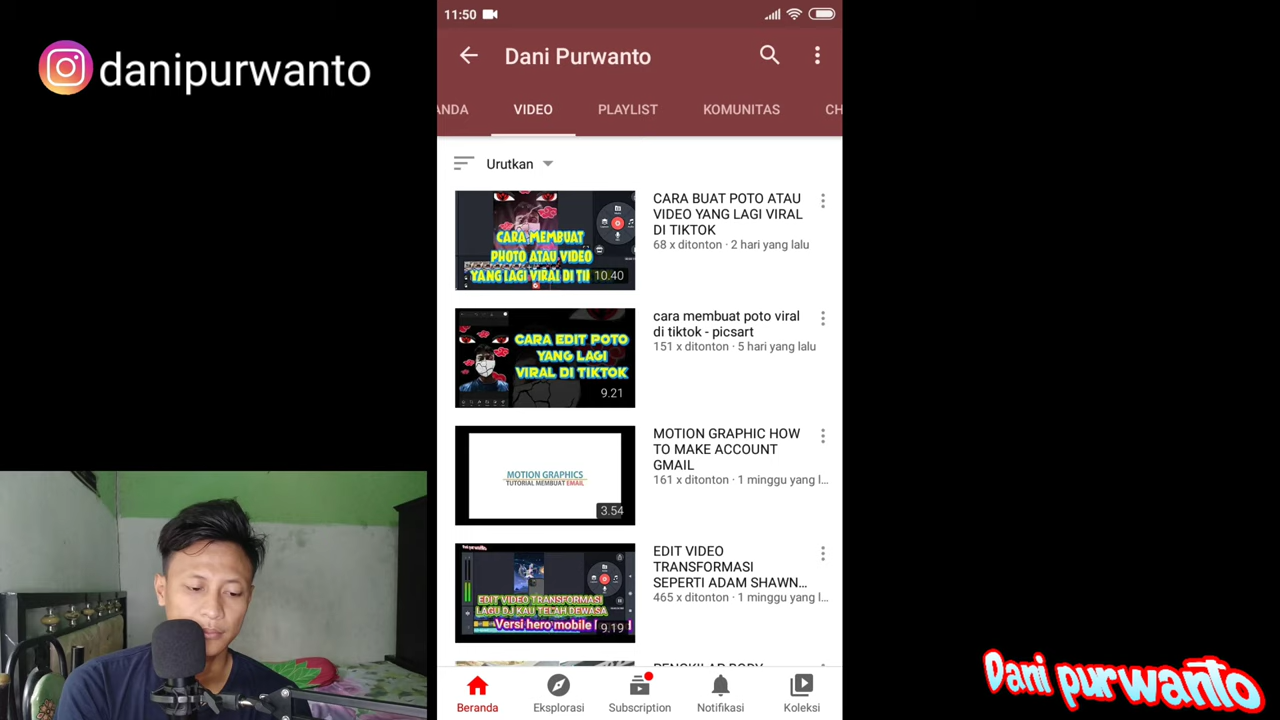 danipurwanto
11:50
Dani Purwanto
ANDA VIDEO PLAYLIST KOMUNITAS CH
Urutkan
CARA MEMBUAT
PHOTO ATAU VIDEO
YANG LAGI VIRAL DI TI
10.40
CARA BUAT POTO ATAU
VIDEO YANG LAGI VIRAL
DI TIKTOK
68 x ditonton · 2 hari yang lalu
CARA EDIT POTO
YANG LAGI
VIRAL DI TIKTOK
9.21
cara membuat poto viral
di tiktok - picsart
151 x ditonton · 5 hari yang lalu
MOTION GRAPHICS
TUTORIAL MEMBUAT EMAIL
3.54
MOTION GRAPHIC HOW
TO MAKE ACCOUNT
GMAIL
161 x ditonton · 1 minggu yang l...
EDIT VIDEO TRANSFORMASI
LAGU DJ KAU TELAH DEWASA
Versi hero mobile l
9.19
EDIT VIDEO
TRANSFORMASI
SEPERTI ADAM SHAWN...
465 x ditonton · 1 minggu yang l...
Beranda Eksplorasi Subscription Notifikasi Koleksi
Dani purwanto